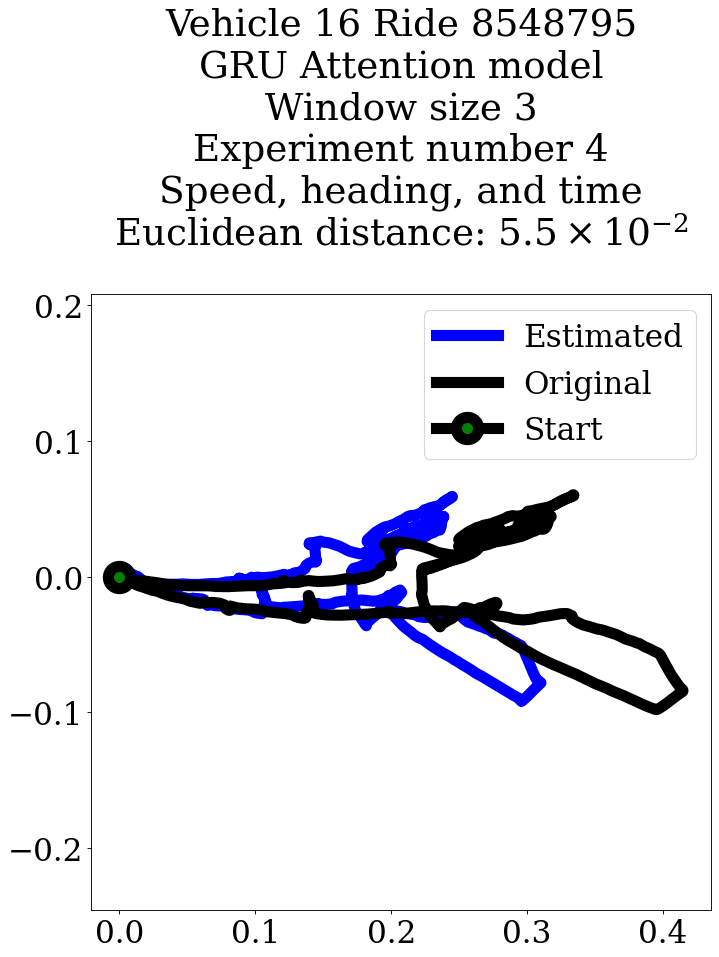 Vehicle 16 Ride 8548795
GRU Attention model
Window size 3
Experiment number 4
Speed, heading, and time
Euclidean distance: 5.5 × 10⁻²
0.2
0.1
0.0
−0.1
−0.2
Estimated
Original
Start
0.0 0.1 0.2 0.3 0.4